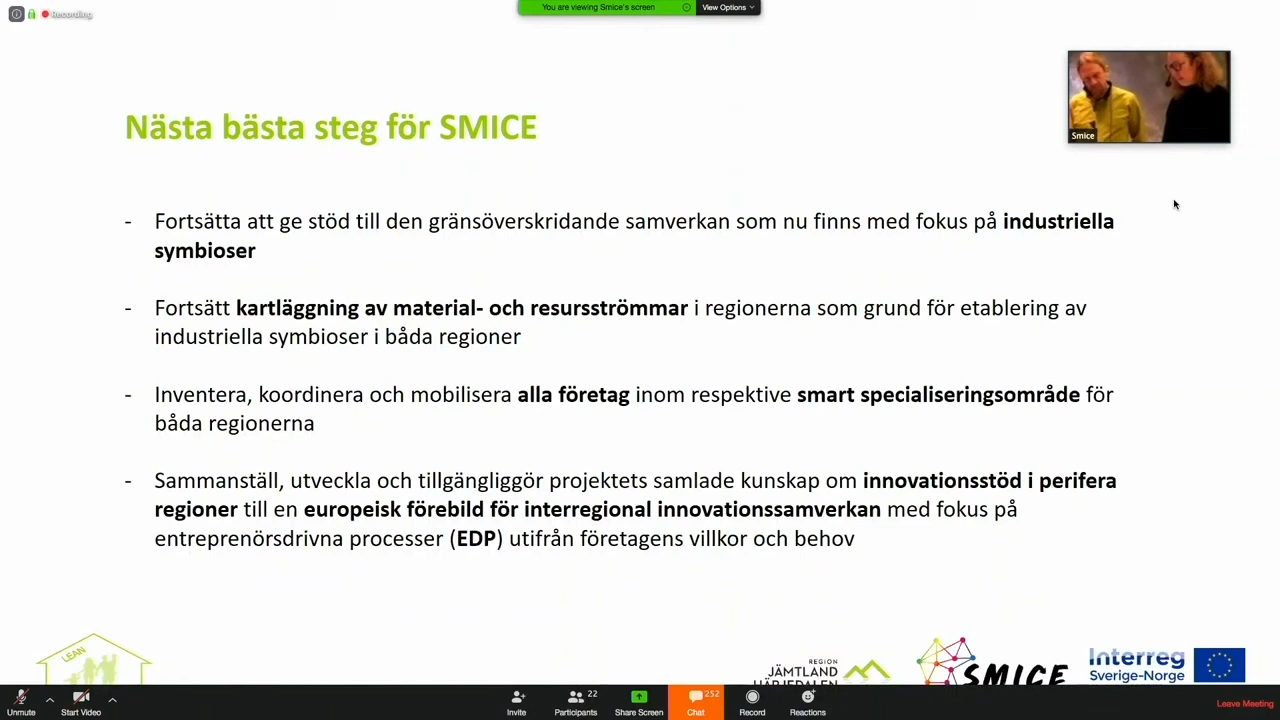 Recording
You are viewing Smice's screen
View Options
Smice
Nästa bästa steg för SMICE
- Fortsätta att ge stöd till den gränsöverskridande samverkan som nu finns med fokus på industriella
symbioser
- Fortsätt kartläggning av material- och resursströmmar i regionerna som grund för etablering av
industriella symbioser i båda regioner
- Inventera, koordinera och mobilisera alla företag inom respektive smart specialiseringsområde för
båda regionerna
- Sammanställ, utveckla och tillgängliggör projektets samlade kunskap om innovationsstöd i perifera
regioner till en europeisk förebild för interregional innovationssamverkan med fokus på
entreprenörsdrivna processer (EDP) utifrån företagens villkor och behov
LEAN
REGION
JÄMTLAND
HÄRJEDALEN
SMICE
Interreg
Sverige-Norge
Unmute
Start Video
Invite
Participants 22
Share Screen
Chat 252
Record
Reactions
Leave Meeting